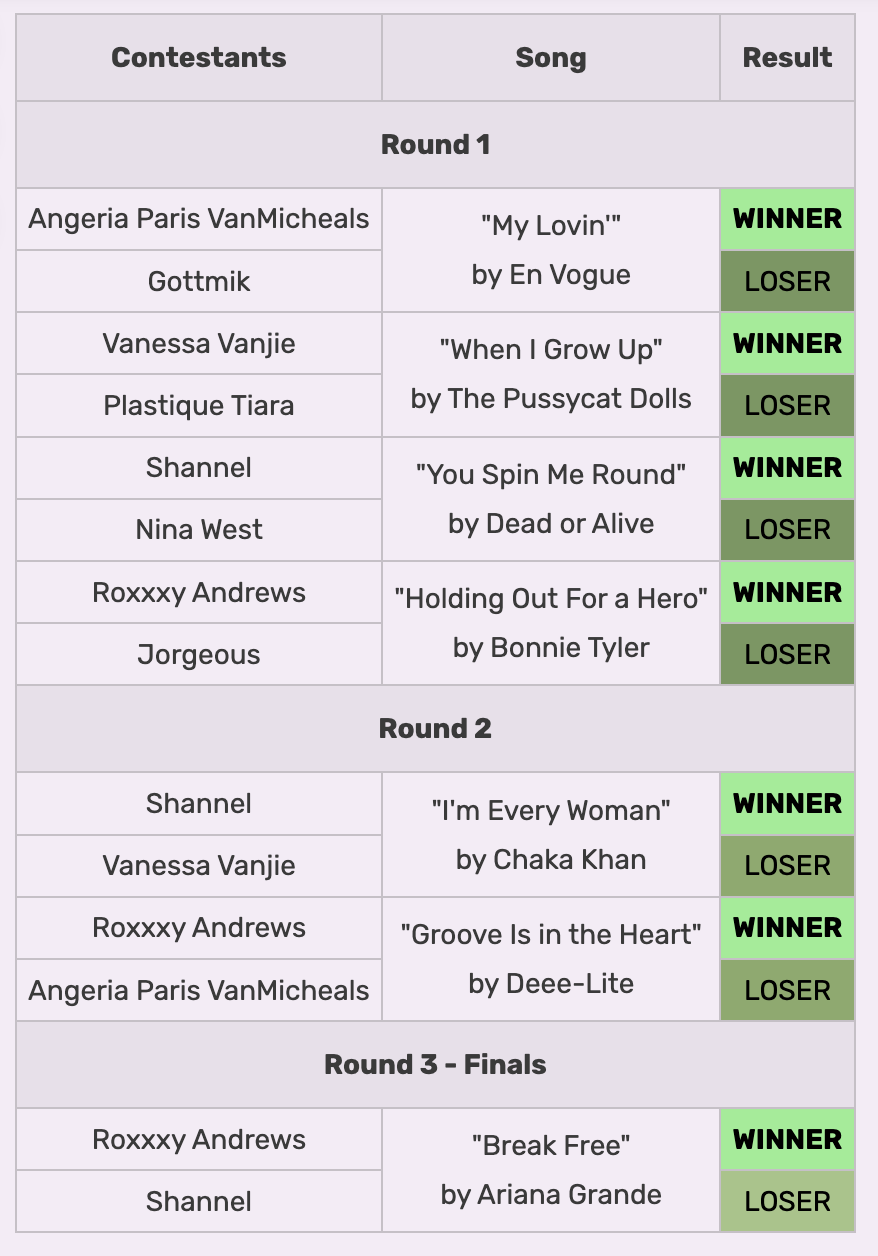 Contestants Song Result
Round 1
Angeria Paris VanMicheals "My Lovin'" WINNER
by En Vogue
Gottmik LOSER
Vanessa Vanjie "When I Grow Up" WINNER
by The Pussycat Dolls
Plastique Tiara LOSER
Shannel "You Spin Me Round" WINNER
by Dead or Alive
Nina West LOSER
Roxxxy Andrews "Holding Out For a Hero" WINNER
by Bonnie Tyler
Jorgeous LOSER
Round 2
Shannel "I'm Every Woman" WINNER
by Chaka Khan
Vanessa Vanjie LOSER
Roxxxy Andrews "Groove Is in the Heart" WINNER
by Deee-Lite
Angeria Paris VanMicheals LOSER
Round 3 - Finals
Roxxxy Andrews "Break Free" WINNER
by Ariana Grande
Shannel LOSER